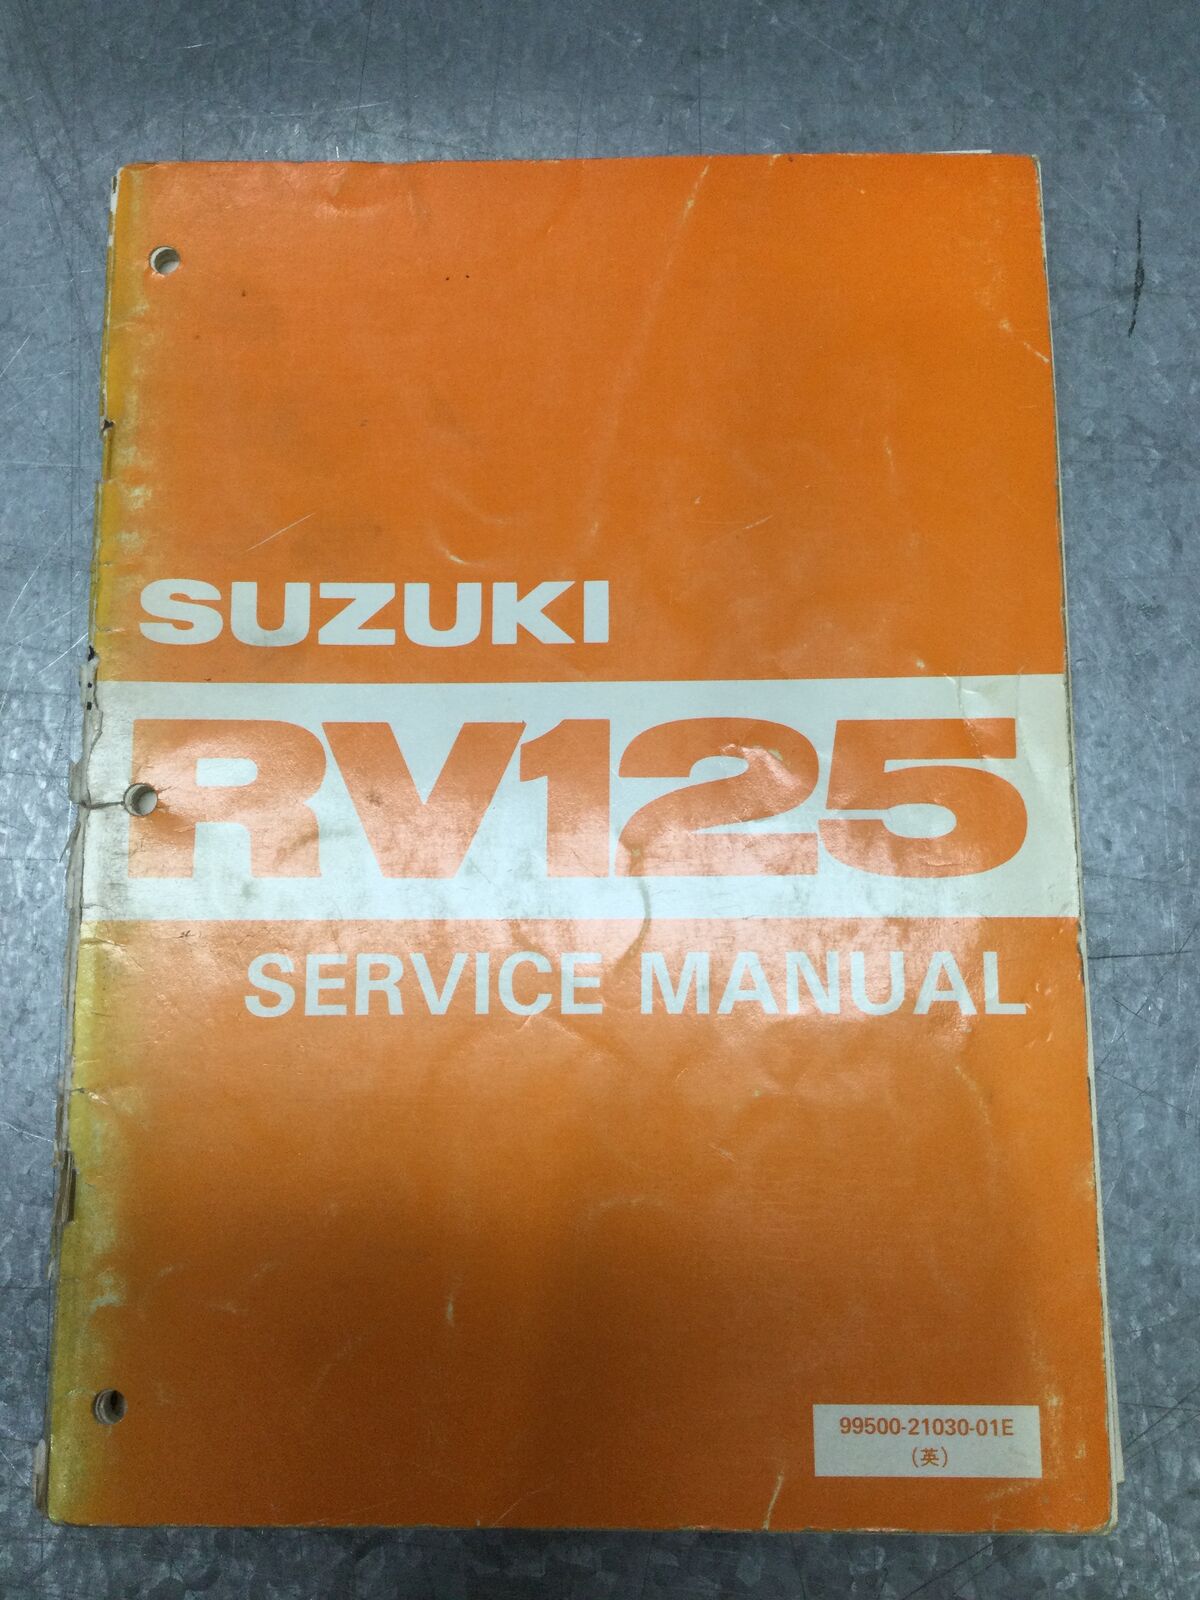 SUZUKI
RV125
SERVICE MANUAL
99500-21030-01E
(英)